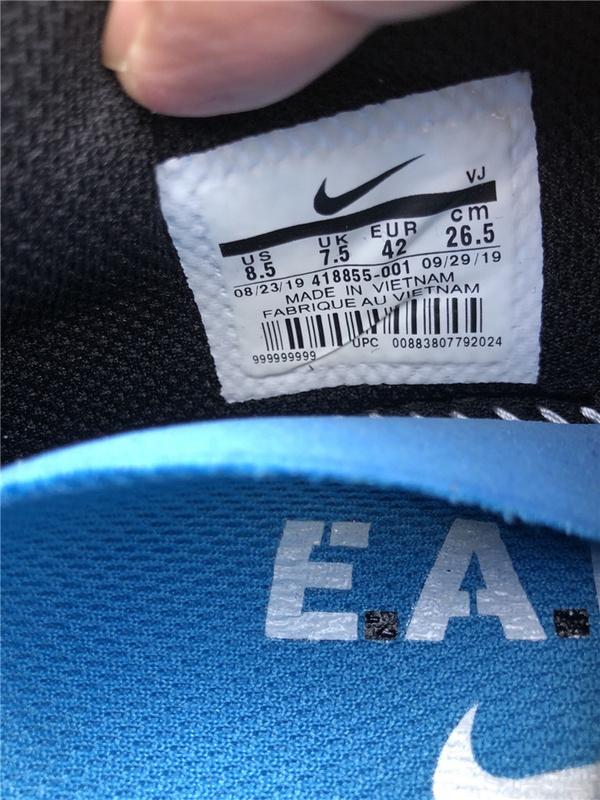 VJ
US UK EUR cm
8.5 7.5 42 26.5
08/23/19 418855-001 09/29/19
MADE IN VIETNAM
FABRIQUE AU VIETNAM
999999999 UPC 00883807792024
E.A.